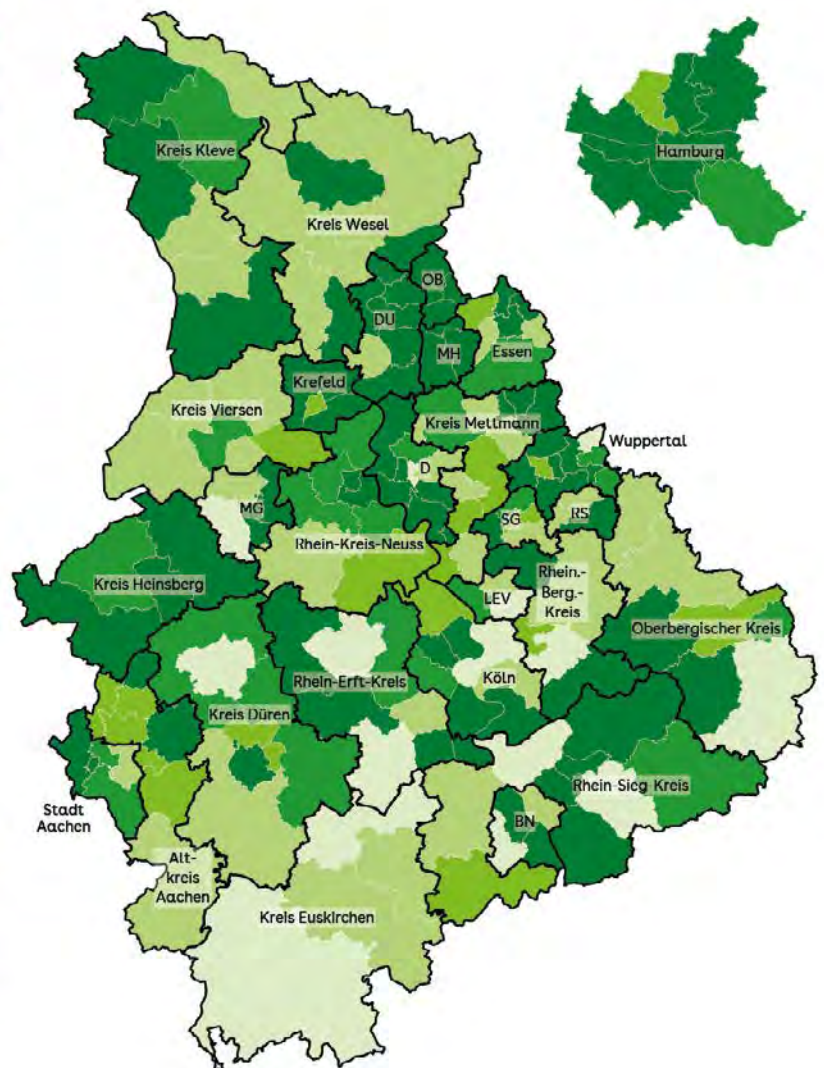 Kreis Kleve
Hamburg
Kreis Wesel
OB
DU
MH
Essen
Krefeld
Kreis Viersen
Kreis Mettmann
Wuppertal
D
MG
SG
RS
Rhein-Kreis-Neuss
Kreis Heinsberg
LEV
Rhein.-
Berg.-
Kreis
Oberbergischer Kreis
Köln
Rhein-Erft-Kreis
Kreis Düren
Rhein-Sieg-Kreis
Stadt
Aachen
BN
Alt-
kreis
Aachen
Kreis Euskirchen